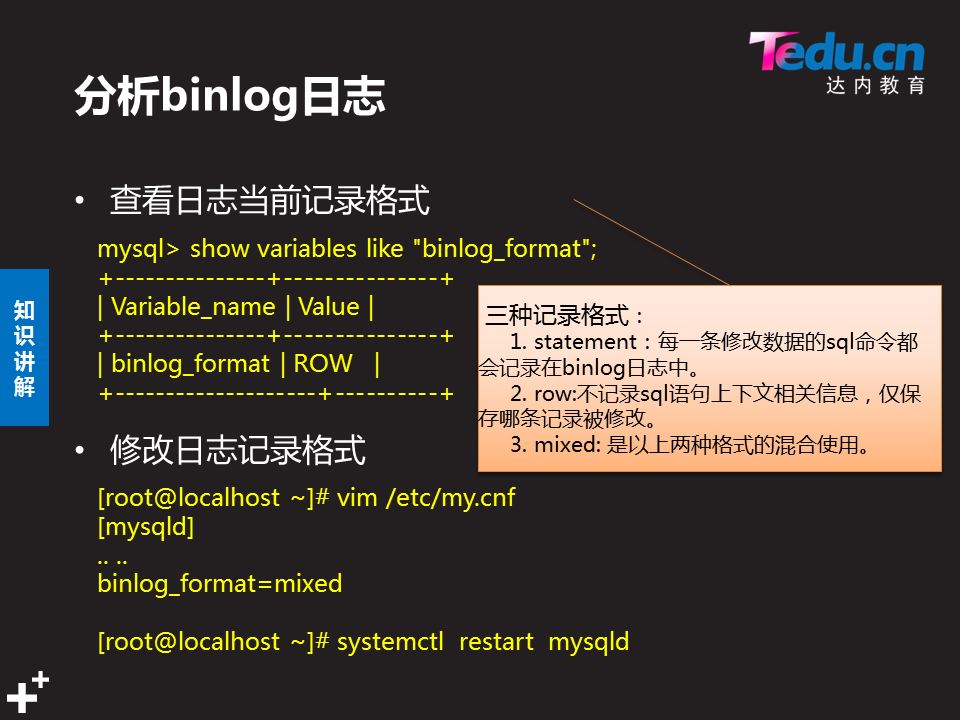 Tedu.cn
达内教育
分析binlog日志
• 查看日志当前记录格式
mysql> show variables like "binlog_format";
+---------------+---------------+
| Variable_name | Value |
+---------------+---------------+
| binlog_format | ROW |
+--------------------+----------+
三种记录格式：
1. statement：每一条修改数据的sql命令都
会记录在binlog日志中。
2. row:不记录sql语句上下文相关信息，仅保
存哪条记录被修改。
3. mixed: 是以上两种格式的混合使用。
知
识
讲
解
• 修改日志记录格式
[root@localhost ~]# vim /etc/my.cnf
[mysqld]
.. ..
binlog_format=mixed
[root@localhost ~]# systemctl restart mysqld